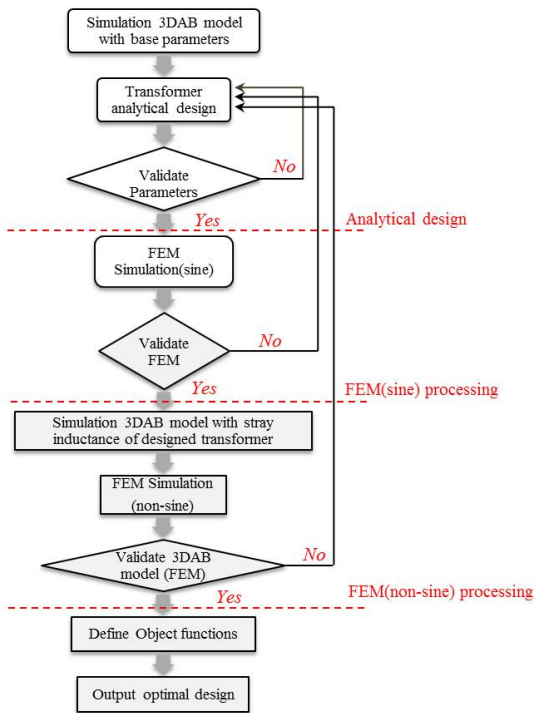 Simulation 3DAB model
with base parameters
Transformer
analytical design
No
Validate
Parameters
Yes
Analytical design
FEM
Simulation(sine)
Validate
FEM
No
Yes
FEM(sine) processing
Simulation 3DAB model with stray
inductance of designed transformer
FEM Simulation
(non-sine)
Validate 3DAB
model (FEM)
No
Yes
FEM(non-sine) processing
Define Object functions
Output optimal design